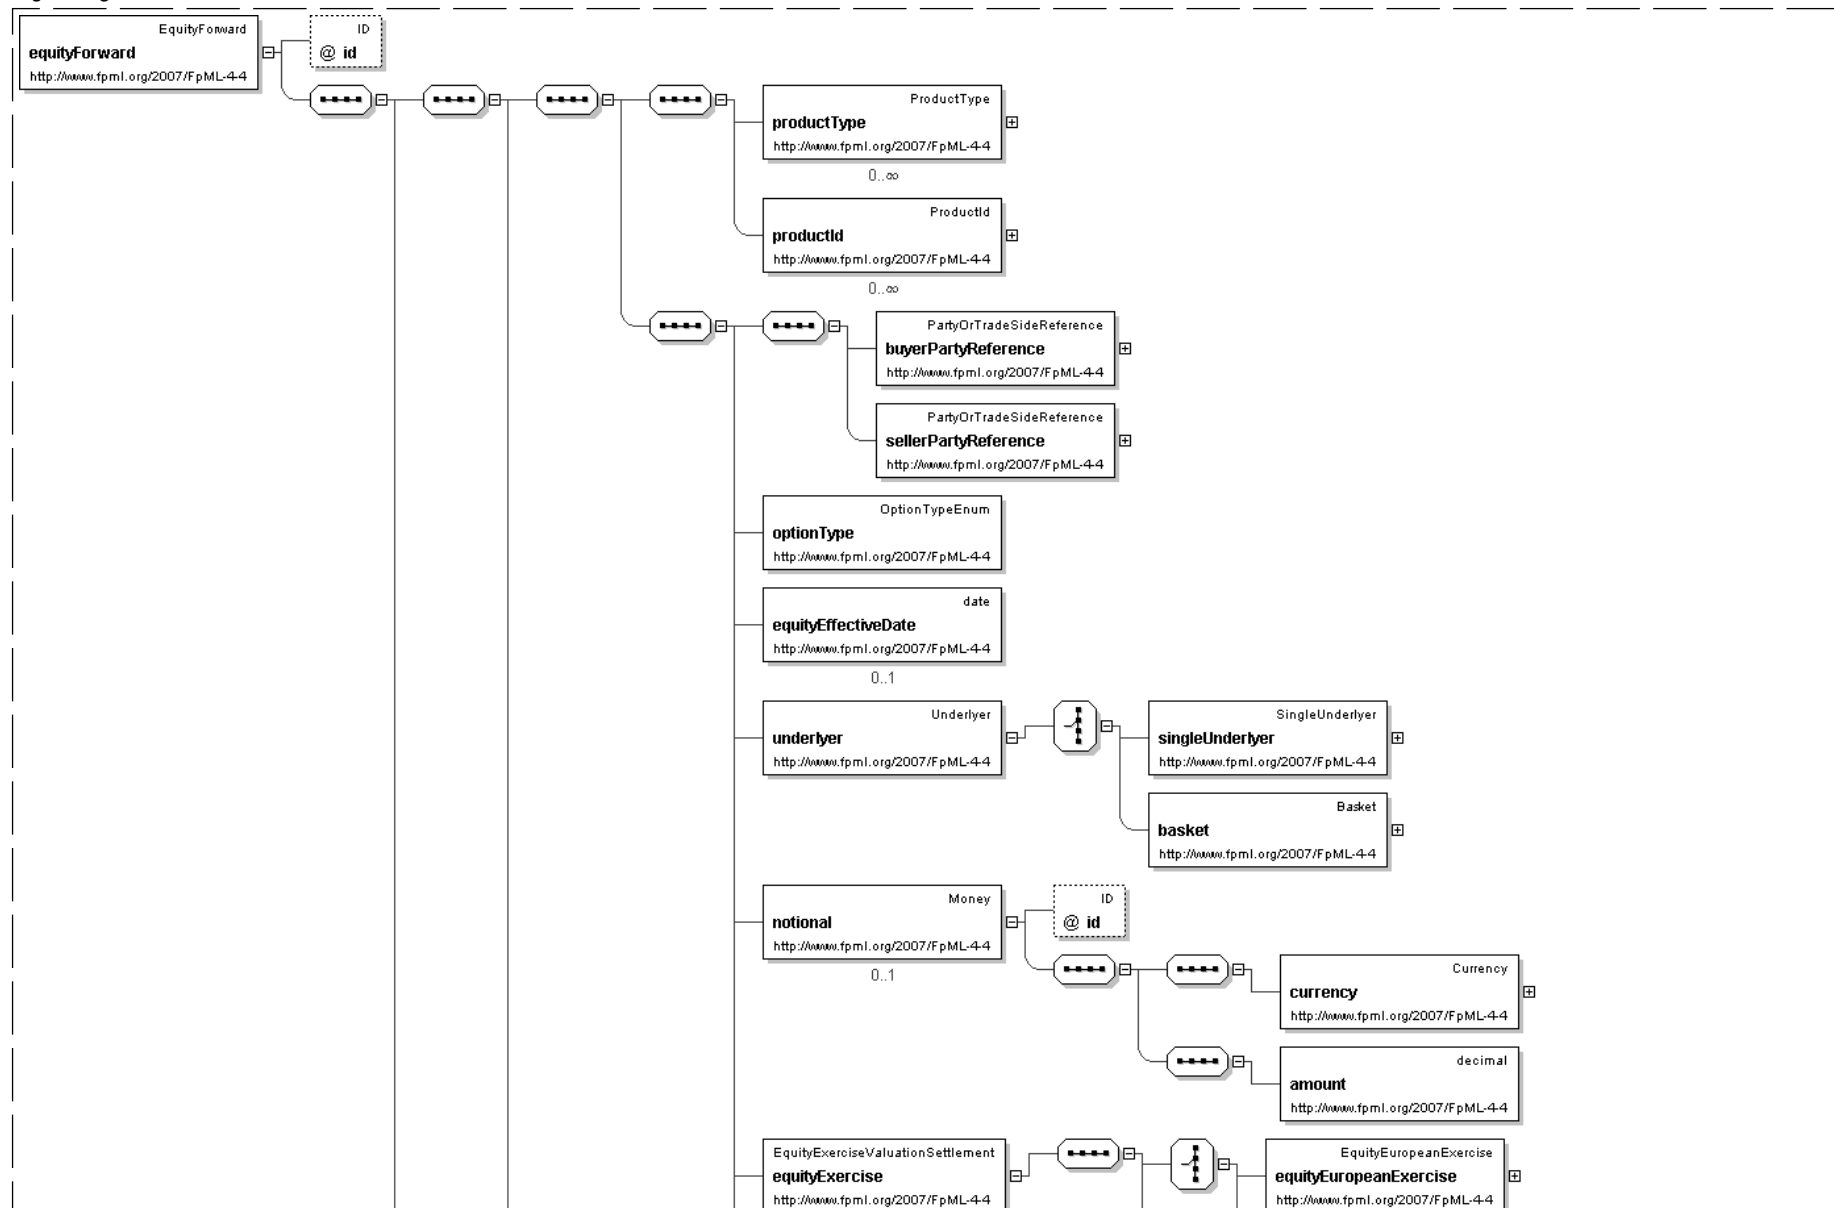 EquityForward
equityForward
http://www.fpml.org/2007/FpML-4-4
ID
@ id
ProductType
productType
http://www.fpml.org/2007/FpML-4-4
0..∞
ProductId
productId
http://www.fpml.org/2007/FpML-4-4
0..∞
PartyOrTradeSideReference
buyerPartyReference
http://www.fpml.org/2007/FpML-4-4
PartyOrTradeSideReference
sellerPartyReference
http://www.fpml.org/2007/FpML-4-4
OptionTypeEnum
optionType
http://www.fpml.org/2007/FpML-4-4
date
equityEffectiveDate
http://www.fpml.org/2007/FpML-4-4
0..1
Underlyer
underlyer
http://www.fpml.org/2007/FpML-4-4
SingleUnderlyer
singleUnderlyer
http://www.fpml.org/2007/FpML-4-4
Basket
basket
http://www.fpml.org/2007/FpML-4-4
Money
notional
http://www.fpml.org/2007/FpML-4-4
0..1
ID
@ id
Currency
currency
http://www.fpml.org/2007/FpML-4-4
decimal
amount
http://www.fpml.org/2007/FpML-4-4
EquityExerciseValuationSettlement
equityExercise
http://www.fpml.org/2007/FpML-4-4
EquityEuropeanExercise
equityEuropeanExercise
http://www.fpml.org/2007/FpML-4-4